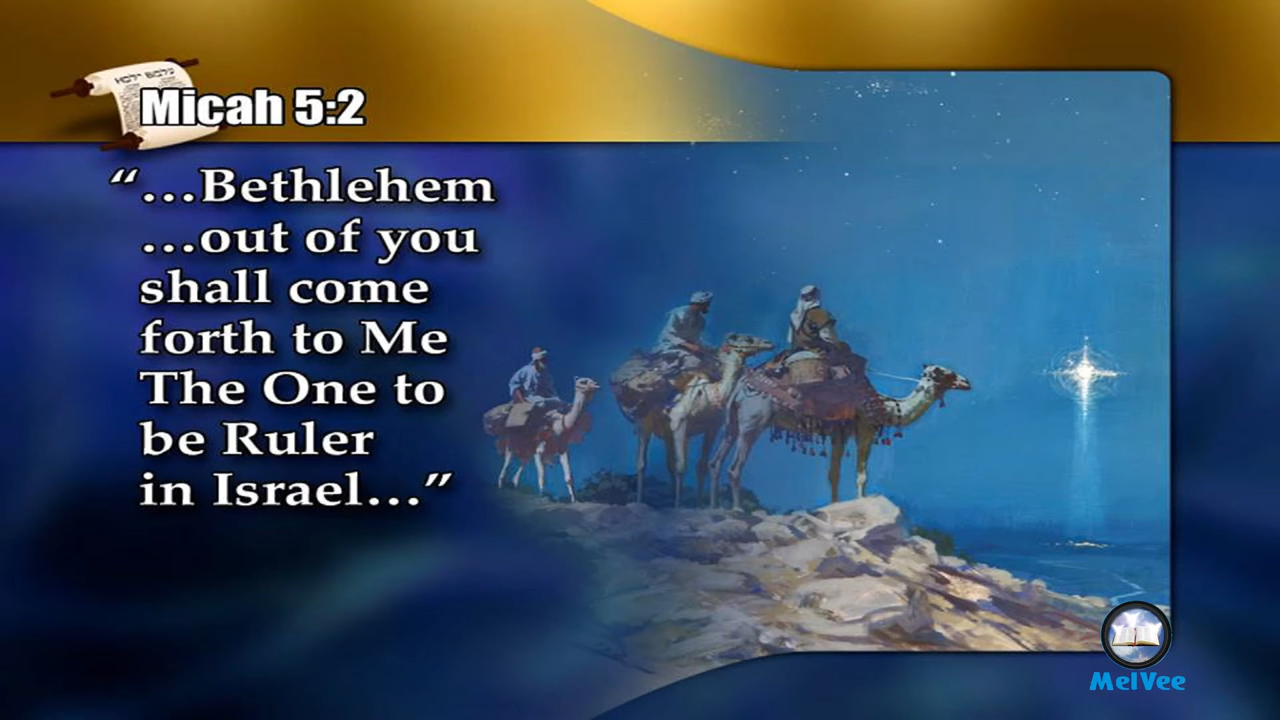 Micah 5:2
“...Bethlehem
...out of you
shall come
forth to Me
The One to
be Ruler
in Israel...”
MelVee